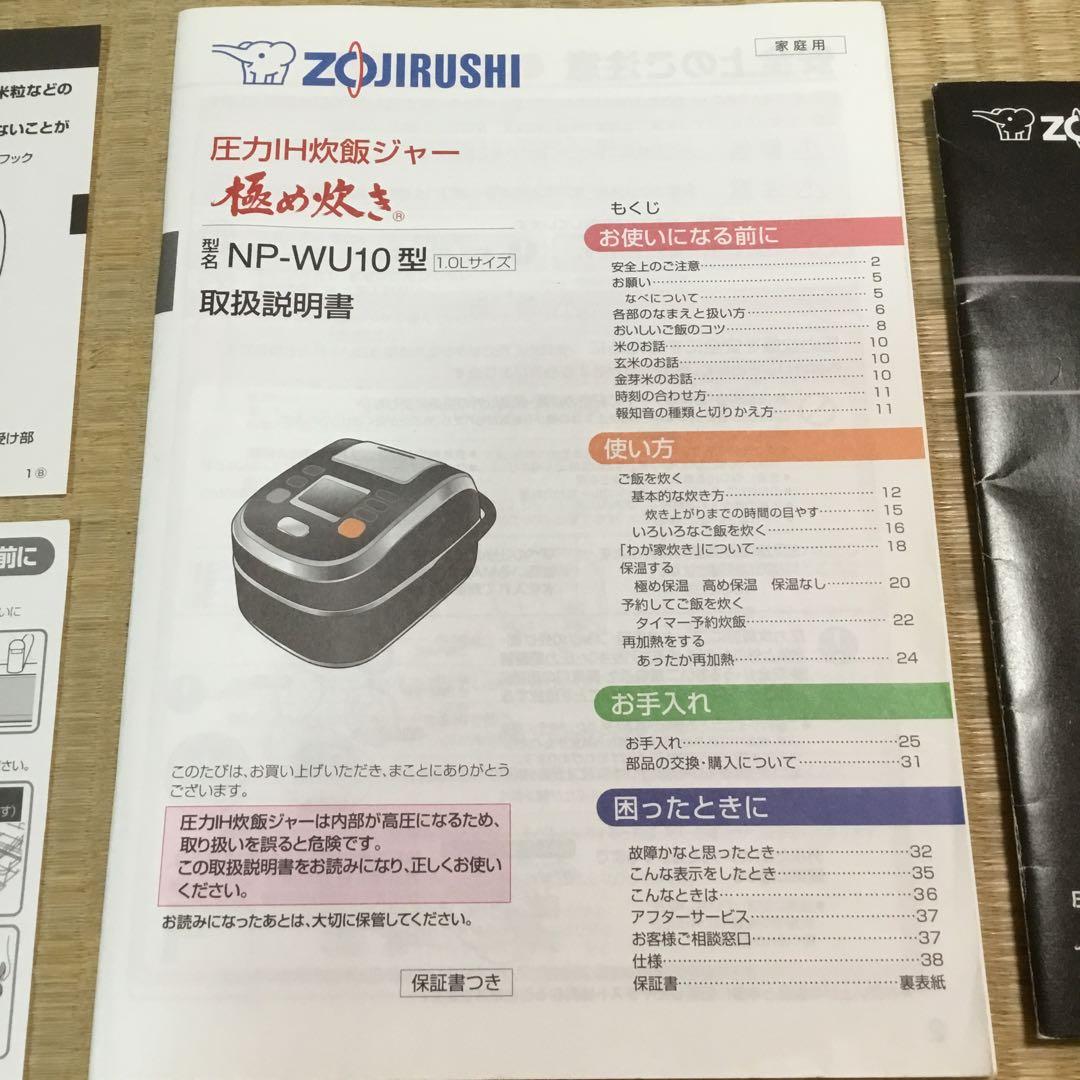 米粒などの
ないことが
フック
受け部
1Ⓑ
前に
いに
さい。
す）
ZOJIRUSHI
家庭用
圧力IH炊飯ジャー
極め炊き®
型名 NP-WU10型 1.0Lサイズ
取扱説明書
このたびは、お買い上げいただき、まことにありがとう
ございます。
圧力IH炊飯ジャーは内部が高圧になるため、
取り扱いを誤ると危険です。
この取扱説明書をお読みになり、正しくお使い
ください。
お読みになったあとは、大切に保管してください。
保証書つき
もくじ
お使いになる前に
安全上のご注意 2
お願い 5
なべについて 5
各部のなまえと扱い方 6
おいしいご飯のコツ 8
米のお話 10
玄米のお話 10
金芽米のお話 10
時刻の合わせ方 11
報知音の種類と切りかえ方 11
使い方
ご飯を炊く
基本的な炊き方 12
炊き上がりまでの時間の目やす 15
いろいろなご飯を炊く 16
「わが家炊き」について 18
保温する
極め保温 高め保温 保温なし 20
予約してご飯を炊く
タイマー予約炊飯 22
再加熱をする
あったか再加熱 24
お手入れ
お手入れ 25
部品の交換・購入について 31
困ったときに
故障かなと思ったとき 32
こんな表示をしたとき 35
こんなときは 36
アフターサービス 37
お客様ご相談窓口 37
仕様 38
保証書 裏表紙
ZO